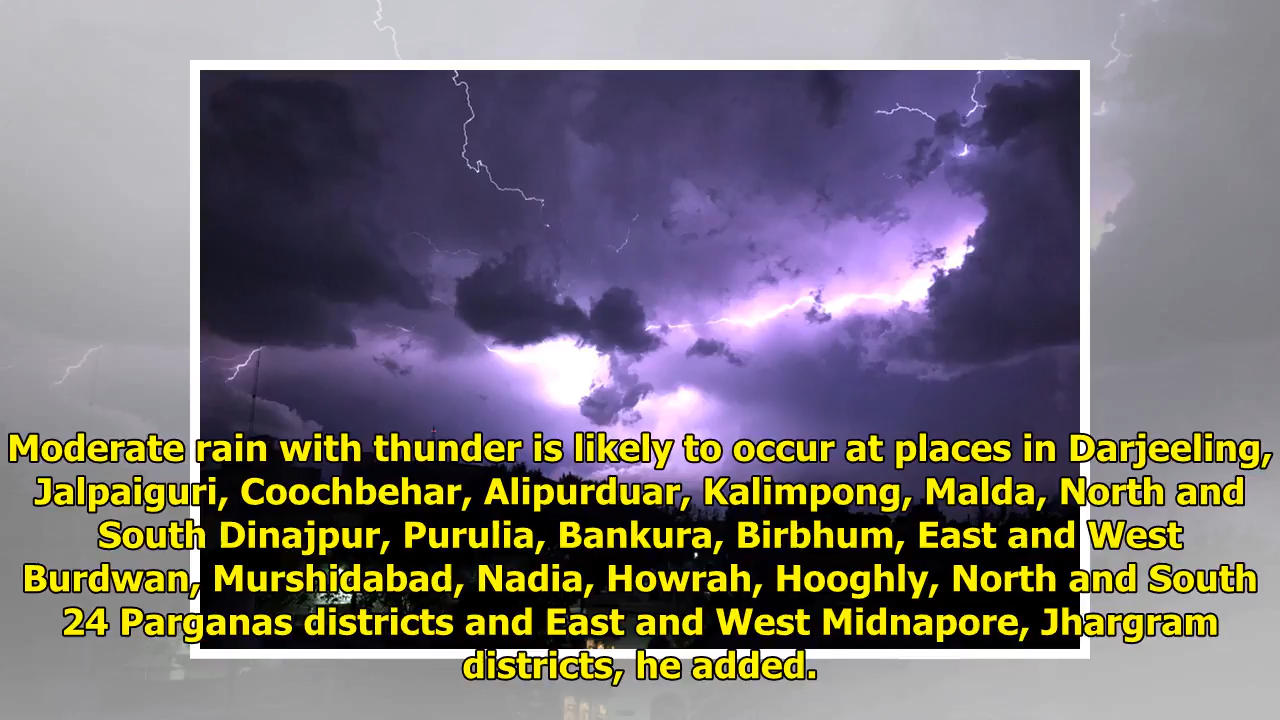 Moderate rain with thunder is likely to occur at places in Darjeeling,
Jalpaiguri, Coochbehar, Alipurduar, Kalimpong, Malda, North and
South Dinajpur, Purulia, Bankura, Birbhum, East and West
Burdwan, Murshidabad, Nadia, Howrah, Hooghly, North and South
24 Parganas districts and East and West Midnapore, Jhargram
districts, he added.